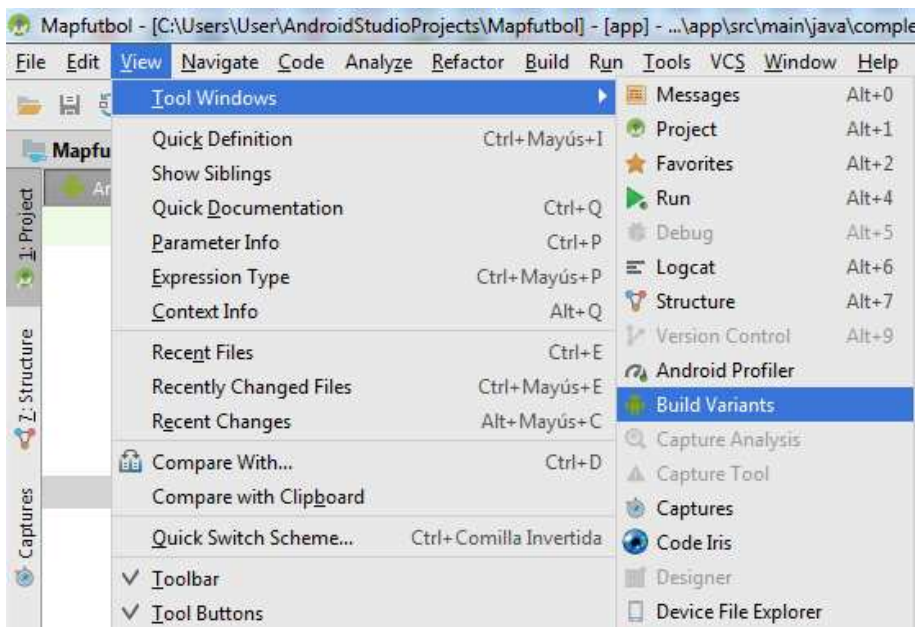 Mapfutbol - [C:\Users\User\AndroidStudioProjects\Mapfutbol] - [app] - ...\app\src\main\java\comple
File Edit View Navigate Code Analyze Refactor Build Run Tools VCS Window Help
Mapfu
An
1: Project
7: Structure
Captures
Tool Windows
Quick Definition Ctrl+Mayús+I
Show Siblings
Quick Documentation Ctrl+Q
Parameter Info Ctrl+P
Expression Type Ctrl+Mayús+P
Context Info Alt+Q
Recent Files Ctrl+E
Recently Changed Files Ctrl+Mayús+E
Recent Changes Alt+Mayús+C
Compare With... Ctrl+D
Compare with Clipboard
Quick Switch Scheme... Ctrl+Comilla Invertida
Toolbar
Tool Buttons
Messages Alt+0
Project Alt+1
Favorites Alt+2
Run Alt+4
Debug Alt+5
Logcat Alt+6
Structure Alt+7
Version Control Alt+9
Android Profiler
Build Variants
Capture Analysis
Capture Tool
Captures
Code Iris
Designer
Device File Explorer